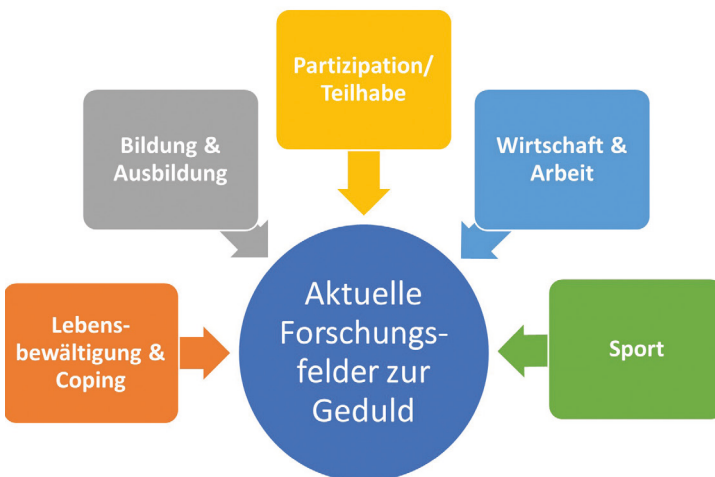 Partizipation/
Teilhabe
Bildung &
Ausbildung
Wirtschaft &
Arbeit
Lebens-
bewältigung &
Coping
Aktuelle
Forschungs-
felder zur
Geduld
Sport